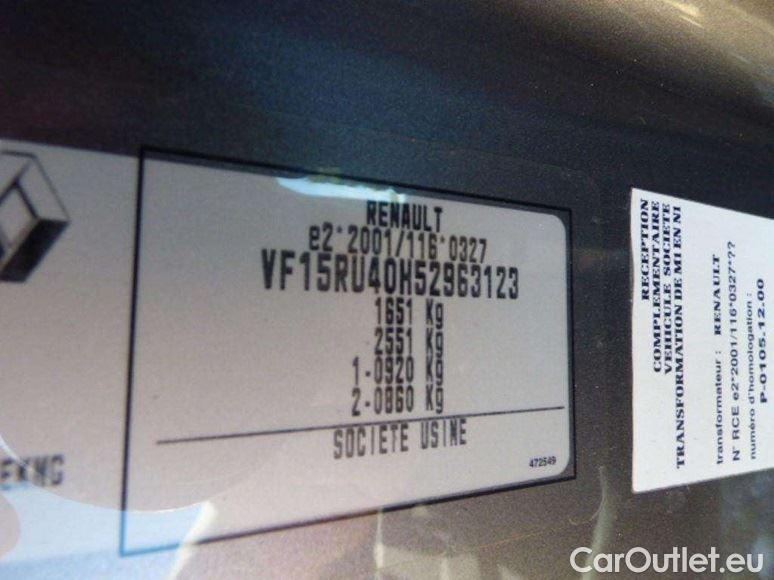 RENAULT
e2*2001/116*0327
VF15RU40H52963123
1651 Kg
2551 Kg
1-0920 Kg
2-0860 Kg
SOCIETE USINE
472549
EKMG
RECEPTION
COMPLEMENTAIRE
VEHICULE SOCIETE
TRANSFORMATION DE M1 EN N1
transformateur : RENAULT
N° RCE e2*2001/116*0327*??
numéro d'homologation :
P-0105.12.00
CarOutlet.eu